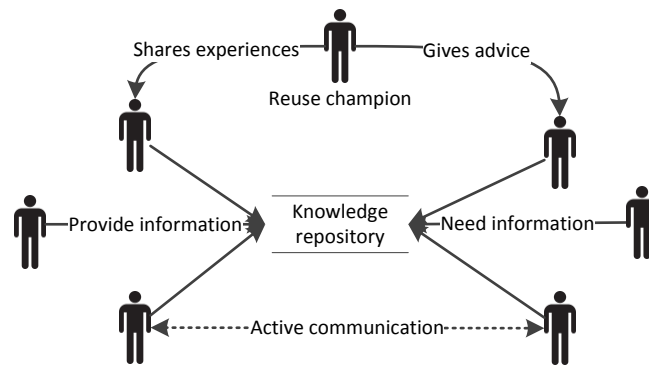 Shares experiences
Gives advice
Reuse champion
Provide information
Knowledge
repository
Need information
Active communication